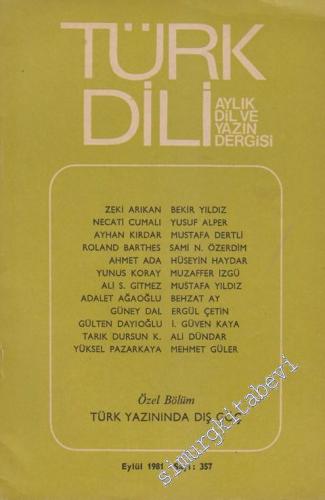 TÜRK
DİLİ
AYLIK
DİL VE
YAZIN
DERGİSİ
ZEKİ ARIKAN BEKİR YILDIZ
NECATİ CUMALI YUSUF ALPER
AYHAN KIRDAR MUSTAFA DERTLİ
ROLAND BARTHES SAMİ N. ÖZERDİM
AHMET ADA HÜSEYİN HAYDAR
YUNUS KORAY MUZAFFER İZGÜ
ALİ S. GİTMEZ MUSTAFA YILDIZ
ADALET AĞAOĞLU BEHZAT AY
GÜNEY DAL ERGÜL ÇETİN
GÜLTEN DAYIOĞLU İ. GÜVEN KAYA
TARIK DURSUN K. ALİ DÜNDAR
YÜKSEL PAZARKAYA MEHMET GÜLER
Özel Bölüm
TÜRK YAZININDA DIŞ GÖÇ
Eylül 1981 Sayı: 357
simurgkitabevi